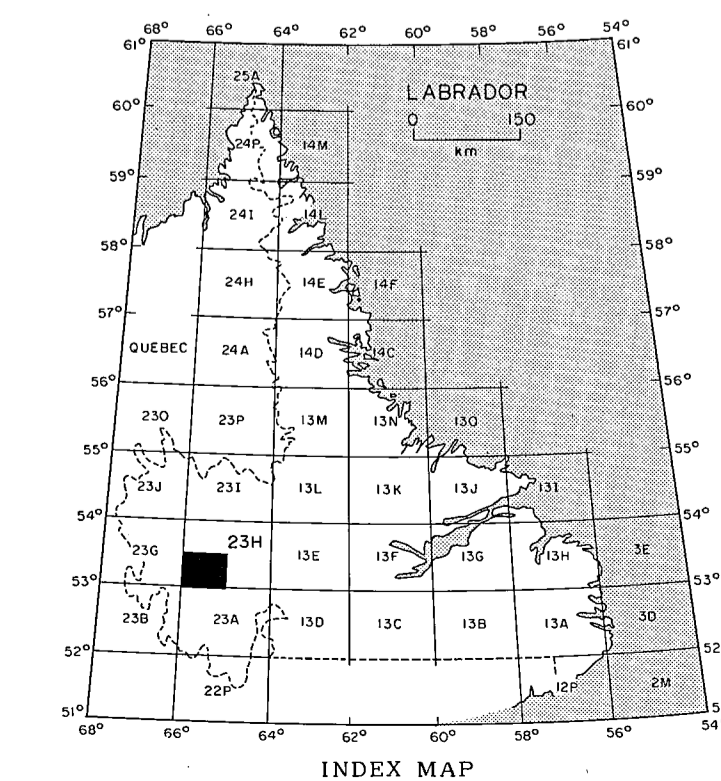 68° 66° 64° 62° 60° 58° 56° 54°
61° 61°
25A
LABRADOR
60° 0 150 60°
km
24P 14M
59° 59°
24I 14L
58° 58°
24H 14E 14F
57° 57°
QUÉBEC 24A 14D 14C
56° 56°
23O 23P 13M 13N 13O
55° 55°
23J 23I 13L 13K 13J 13I
54° 54°
23G 23H 13E 13F 13G 13H 3E
53° 53°
23B 23A 13D 13C 13B 13A 3D
52° 52
22P 12P 2M
51° 5
68° 66° 64° 62° 60° 58° 56° 54°
INDEX MAP